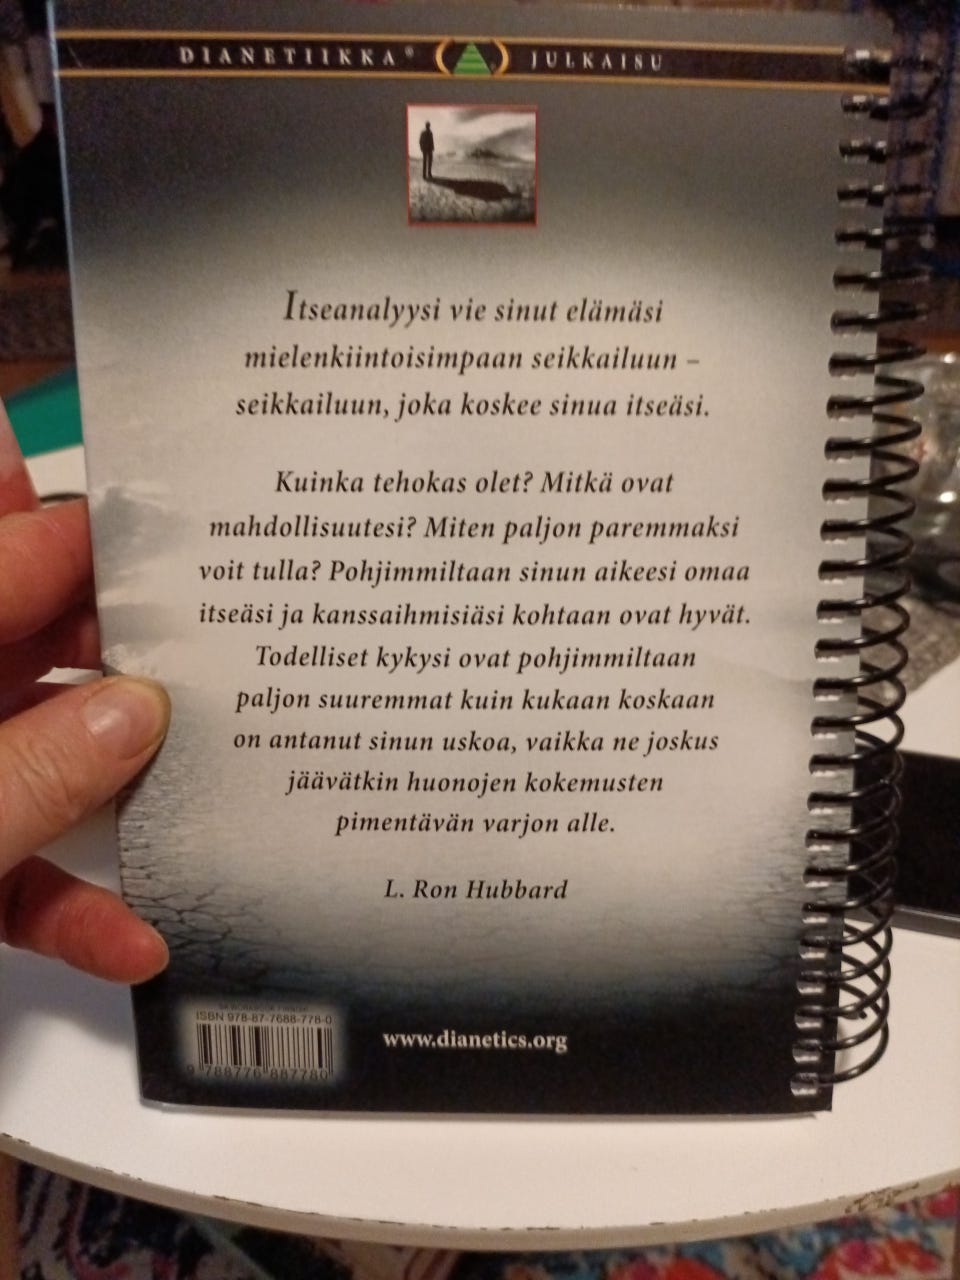 DIANETIIKKA® JULKAISU
Itseanalyysi vie sinut elämäsi
mielenkiintoisimpaan seikkailuun –
seikkailuun, joka koskee sinua itseäsi.
Kuinka tehokas olet? Mitkä ovat
mahdollisuutesi? Miten paljon paremmaksi
voit tulla? Pohjimmiltaan sinun aikeesi omaa
itseäsi ja kanssaihmisiäsi kohtaan ovat hyvät.
Todelliset kykysi ovat pohjimmiltaan
paljon suuremmat kuin kukaan koskaan
on antanut sinun uskoa, vaikka ne joskus
jäävätkin huonojen kokemusten
pimentävän varjon alle.
L. Ron Hubbard
ISBN 978-87-7688-778-0
9 788776 887780
www.dianetics.org